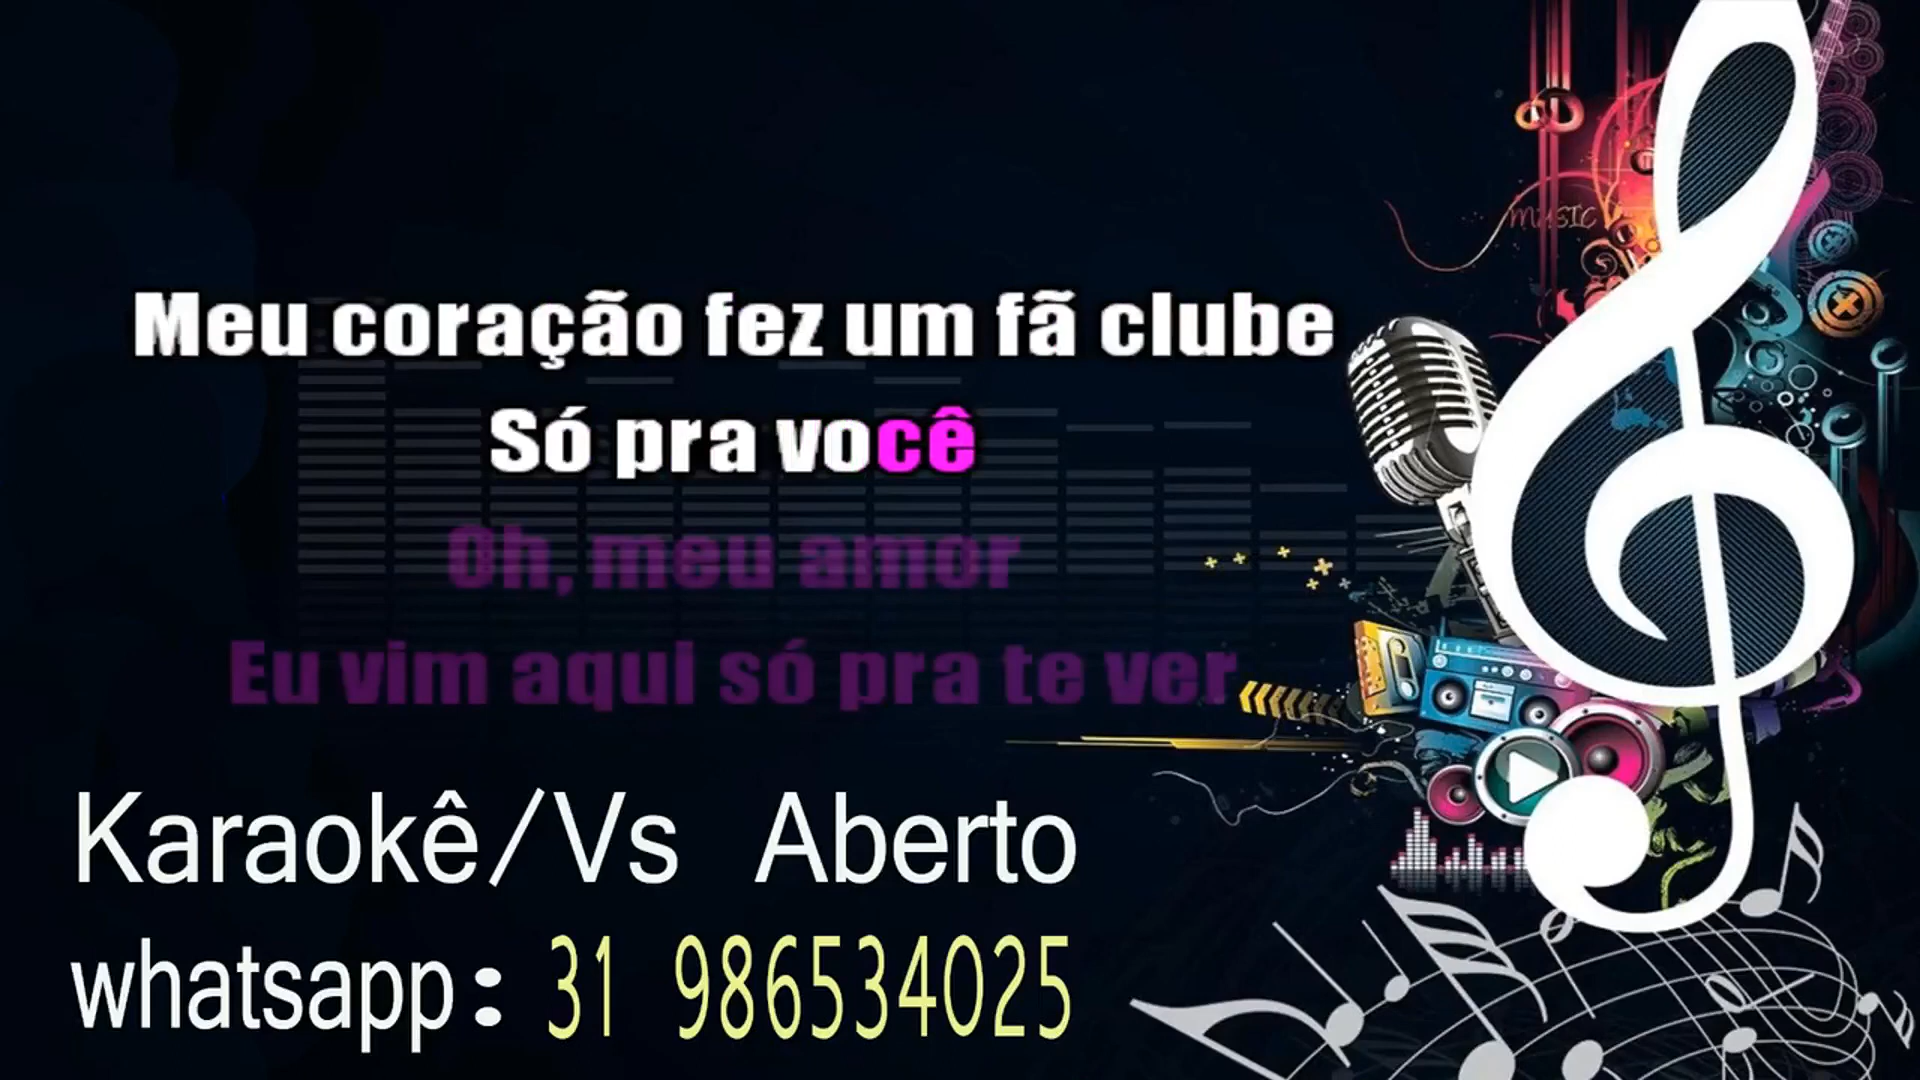 MUSIC
Meu coração fez um fã clube
Só pra você
Oh, meu amor
Eu vim aqui só pra te ver
Karaokê/Vs Aberto
whatsapp: 31 986534025